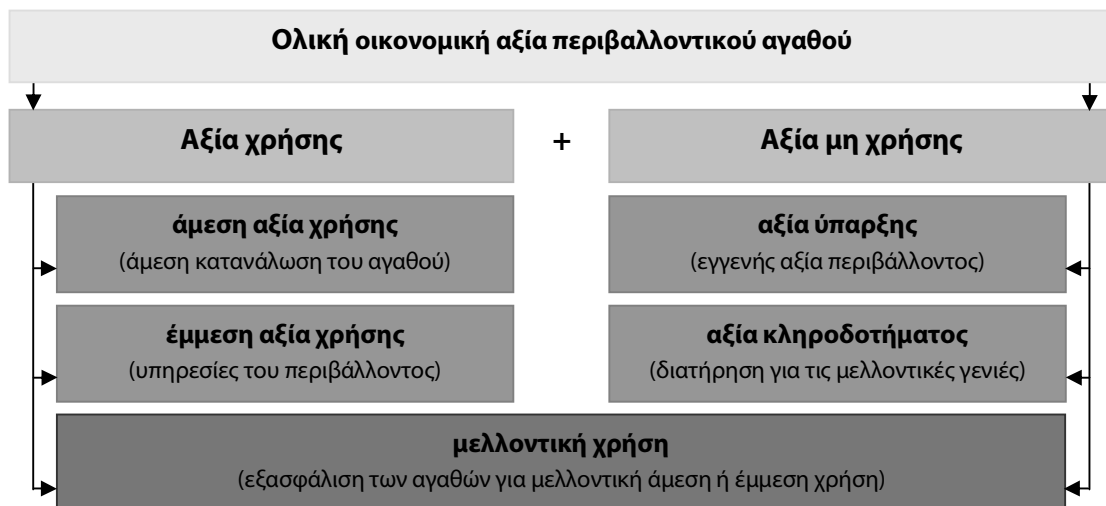 Ολική οικονομική αξία περιβαλλοντικού αγαθού
Αξία χρήσης
+
Αξία μη χρήσης
άμεση αξία χρήσης
(άμεση κατανάλωση του αγαθού)
αξία ύπαρξης
(εγγενής αξία περιβάλλοντος)
έμμεση αξία χρήσης
(υπηρεσίες του περιβάλλοντος)
αξία κληροδοτήματος
(διατήρηση για τις μελλοντικές γενιές)
μελλοντική χρήση
(εξασφάλιση των αγαθών για μελλοντική άμεση ή έμμεση χρήση)